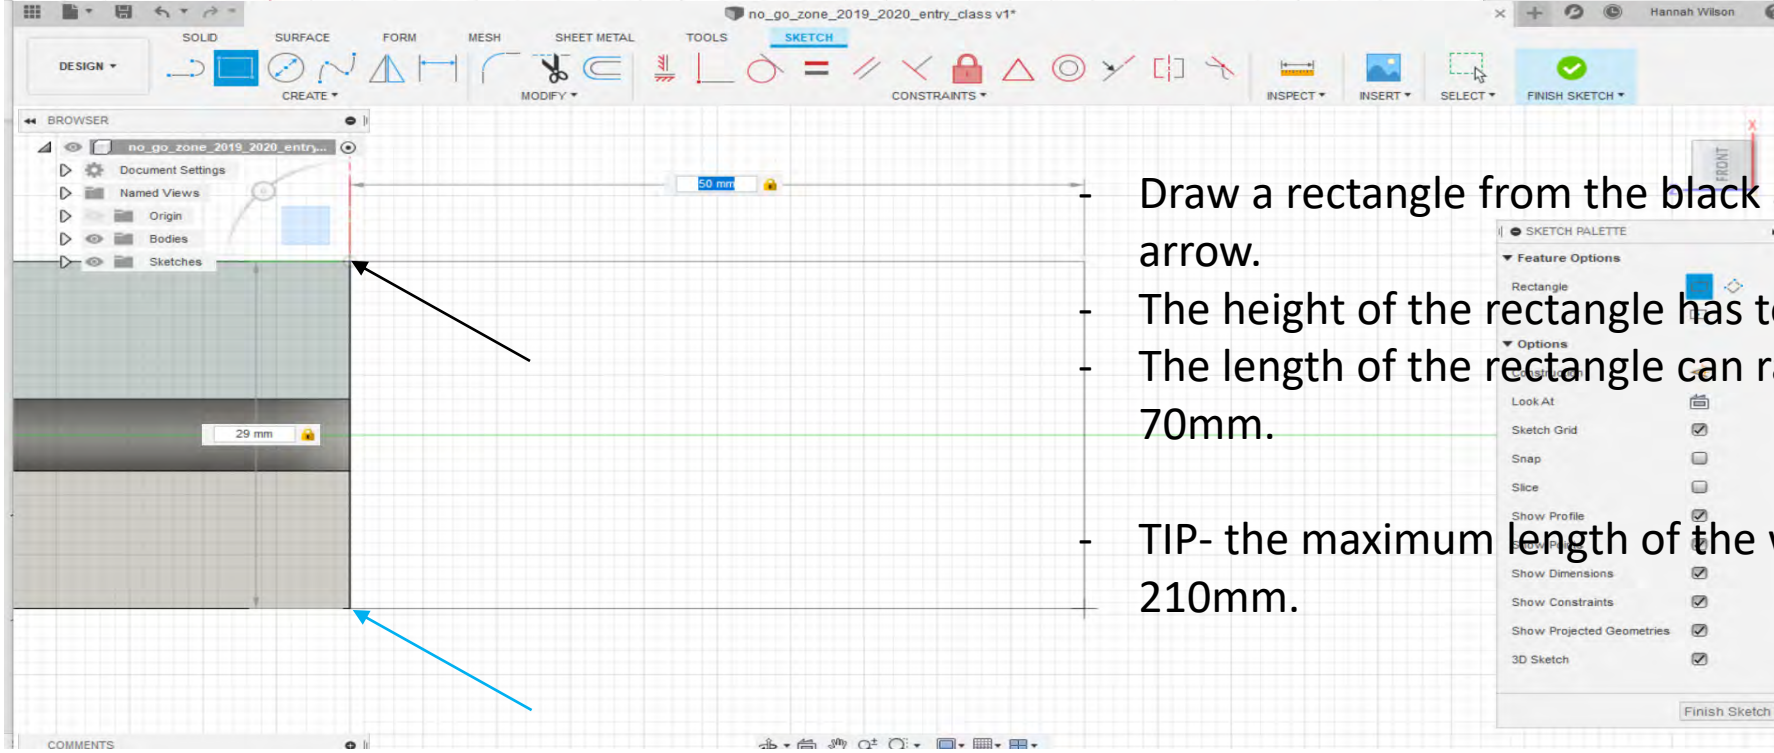 no_go_zone_2019_2020_entry_class v1*
Hannah Wilson
SOLID SURFACE FORM MESH SHEET METAL TOOLS SKETCH
DESIGN
CREATE MODIFY CONSTRAINTS INSPECT INSERT SELECT FINISH SKETCH
BROWSER
no_go_zone_2019_2020_entry...
Document Settings
Named Views
Origin
Bodies
Sketches
50 mm
29 mm
FRONT
X
- Draw a rectangle from the black
arrow.
- The height of the rectangle has
- The length of the rectangle can
70mm.
- TIP- the maximum length of the
210mm.
SKETCH PALETTE
Feature Options
Rectangle
Options
Construction
Look At
Sketch Grid
Snap
Slice
Show Profile
Show Points
Show Dimensions
Show Constraints
Show Projected Geometries
3D Sketch
Finish Sketch
COMMENTS